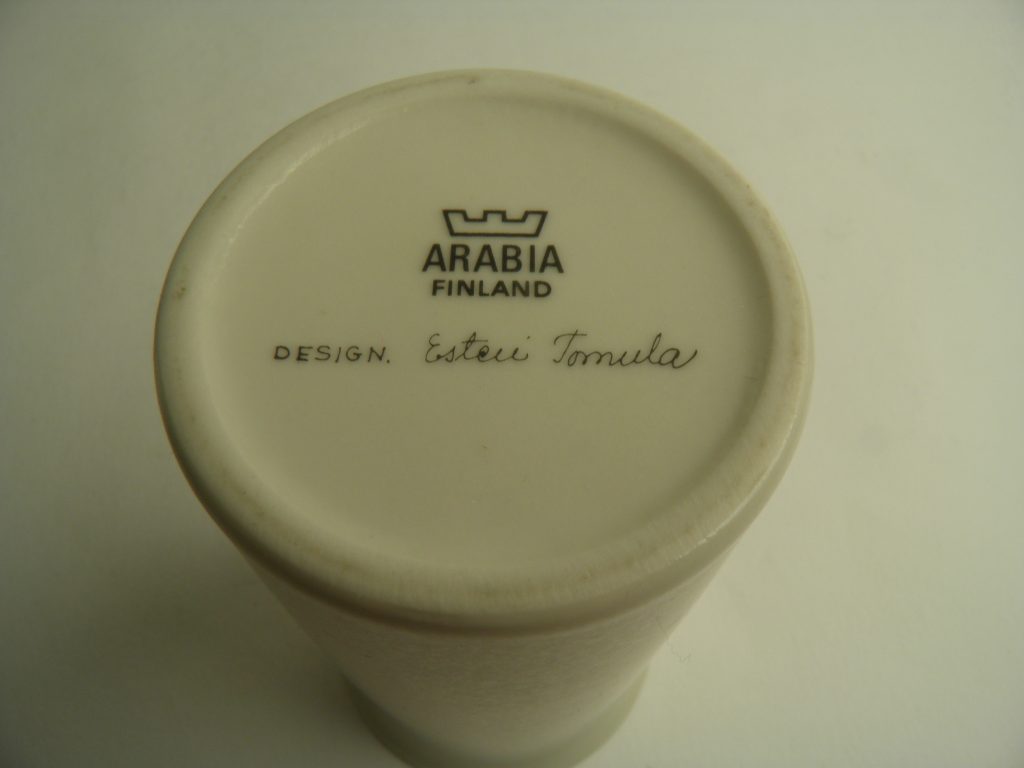 ARABIA
FINLAND
DESIGN. Esteri Tomula